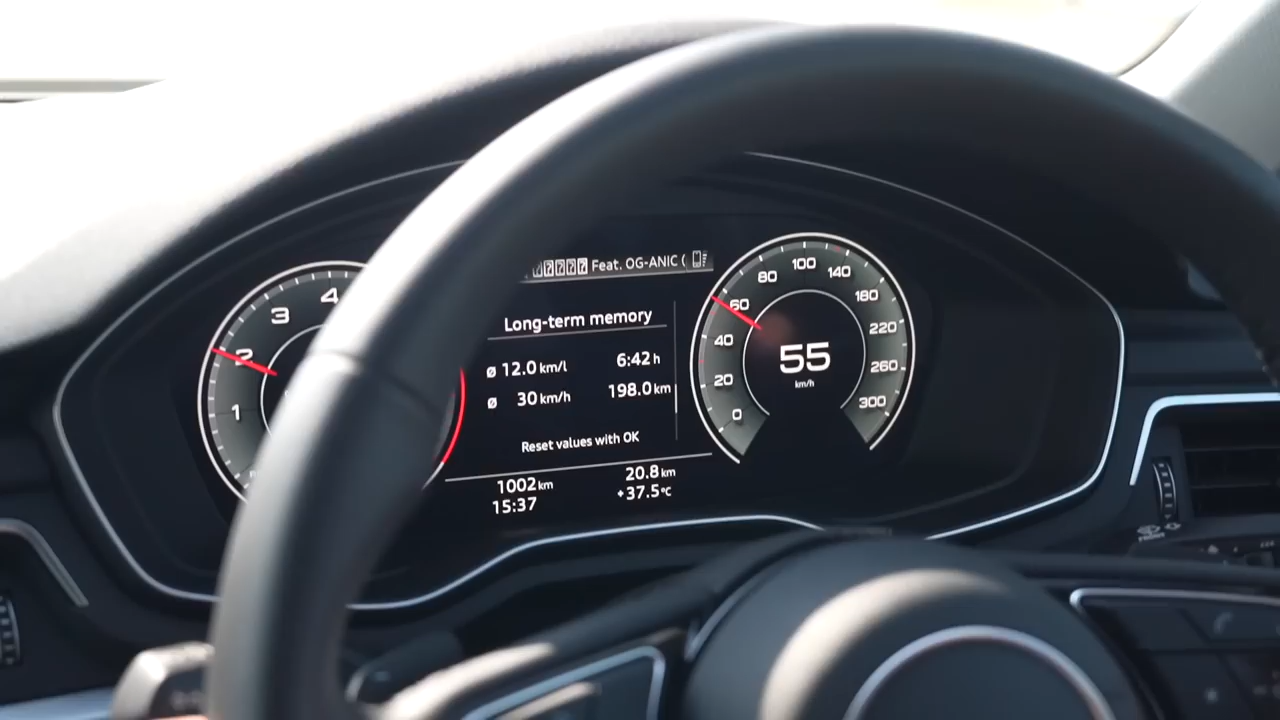 Feat. OG-ANIC (
Long-term memory
ø 12.0 km/l 6:42 h
ø 30 km/h 198.0 km
Reset values with OK
1002 km 20.8 km
15:37 +37.5 °C
1
2
3
4
0
20
40
60
80
100
140
180
220
260
300
55
km/h